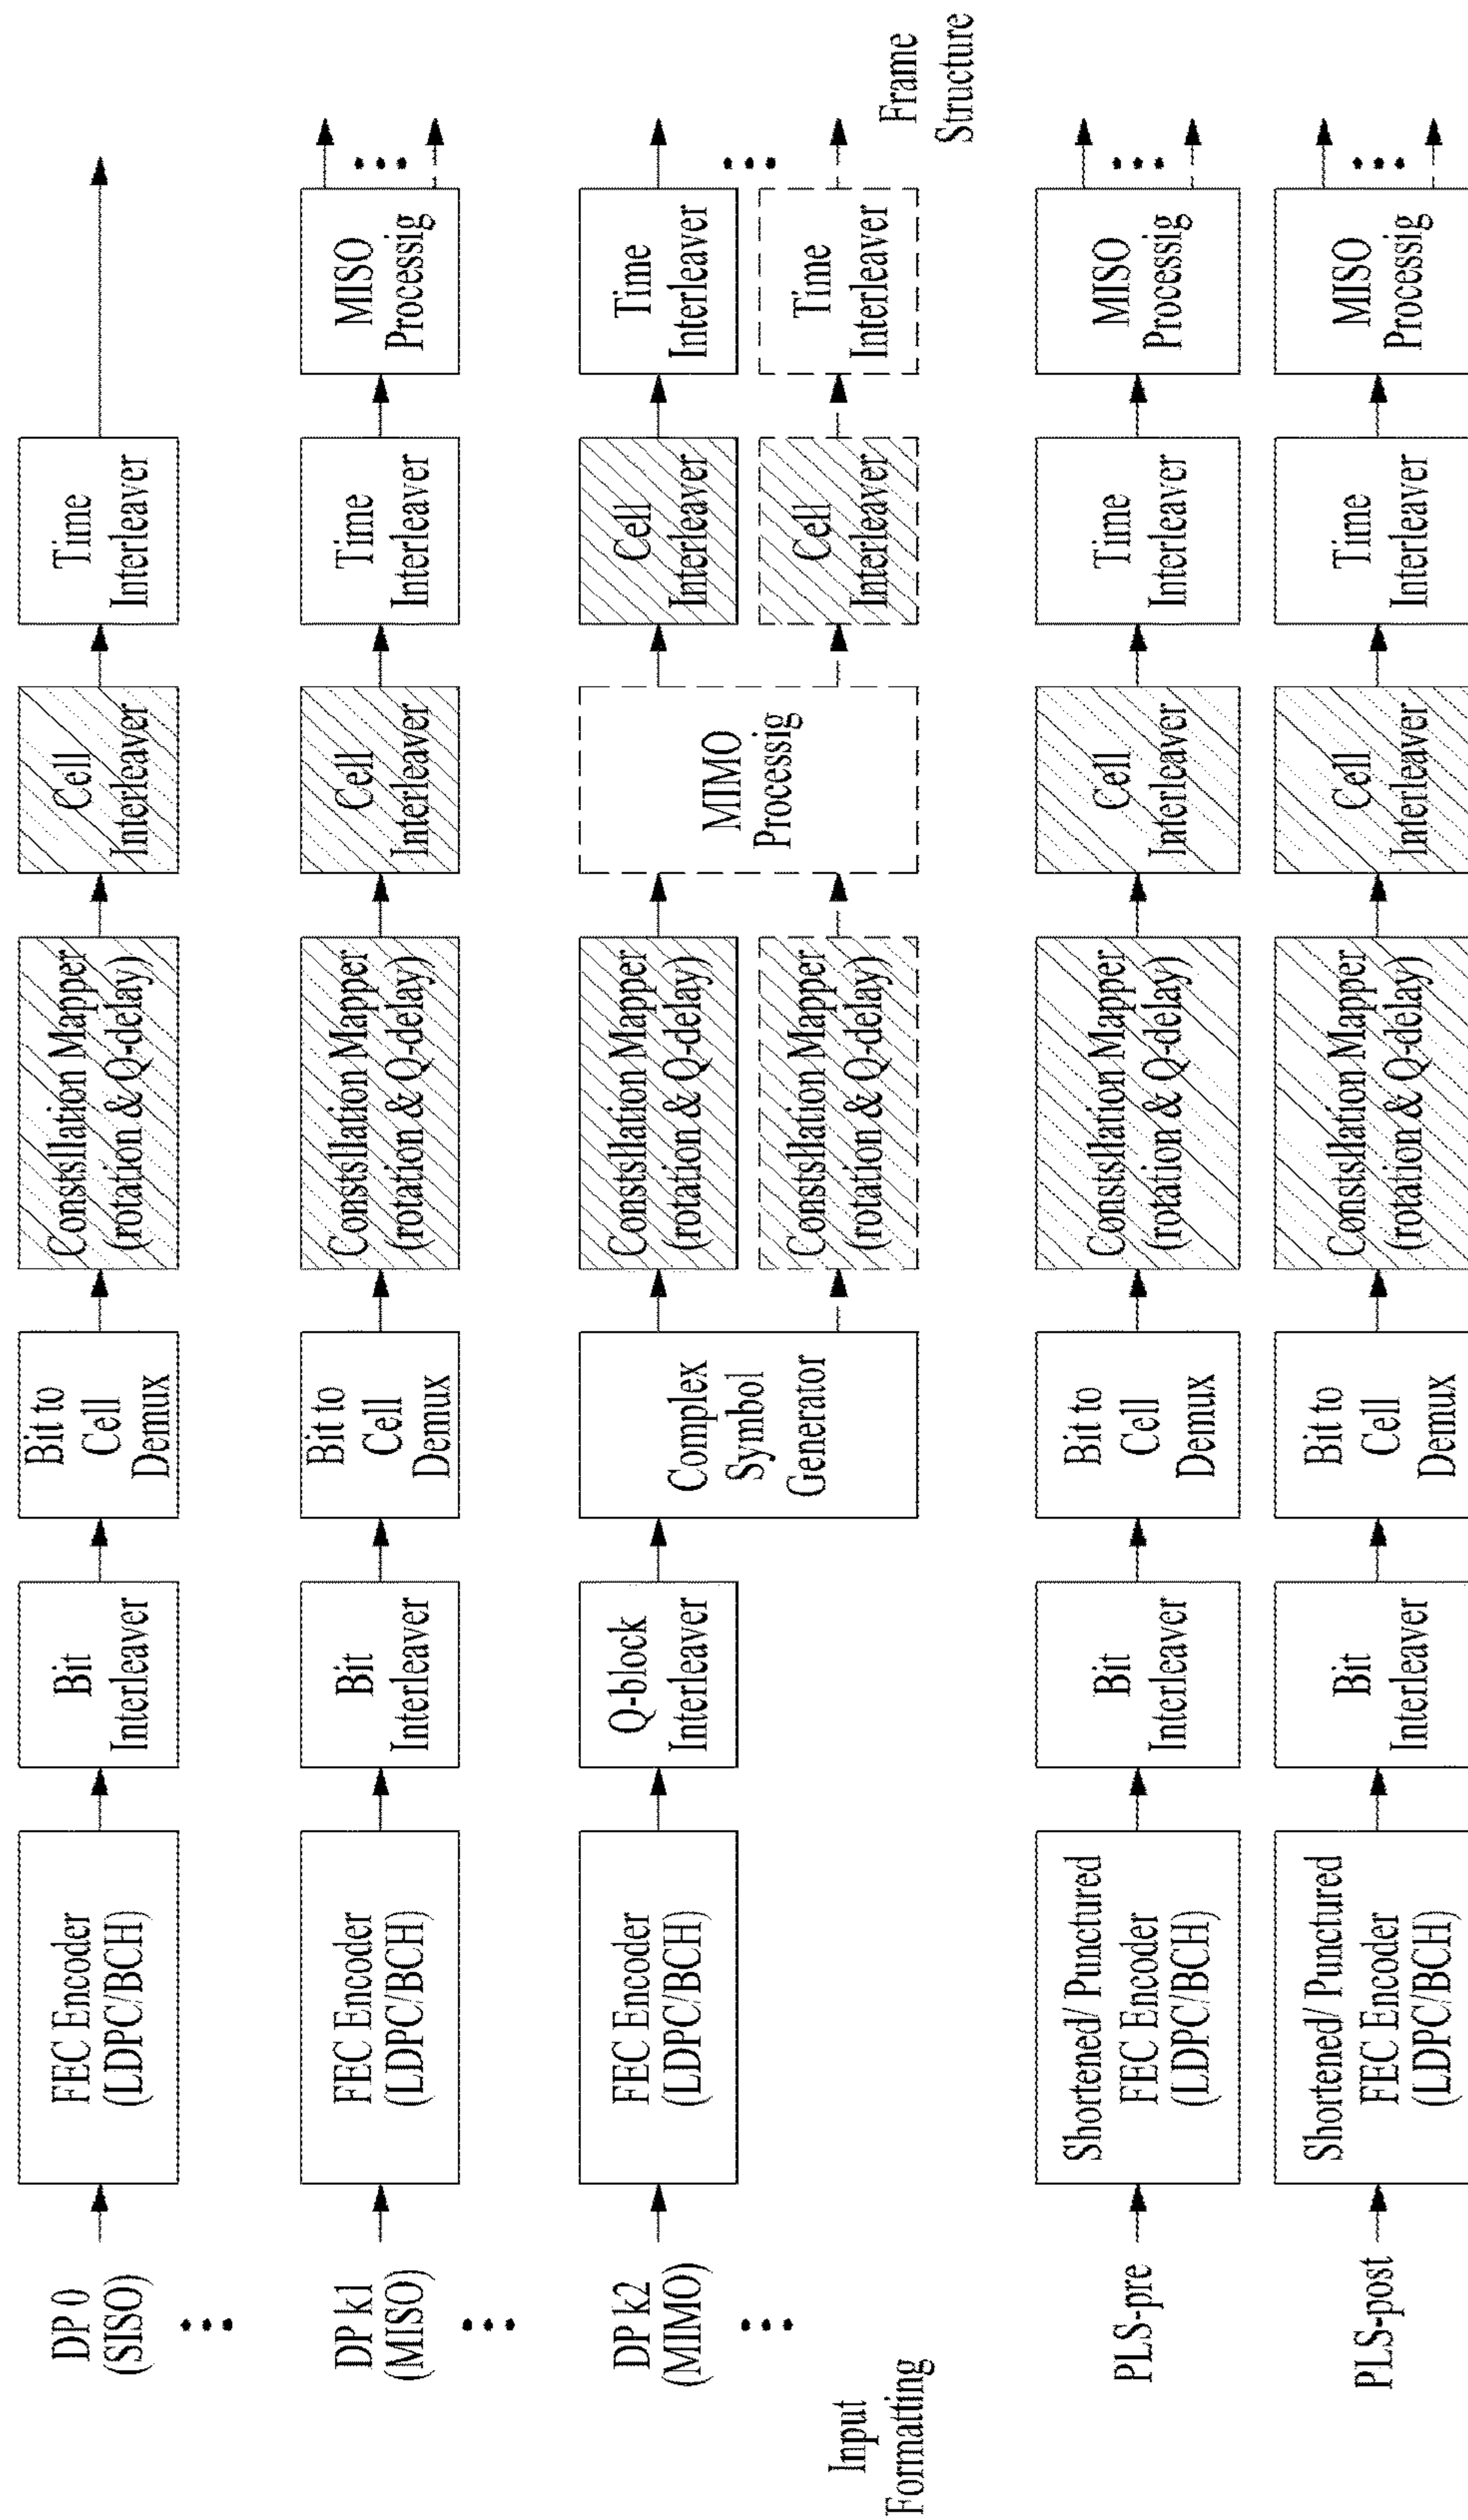 DP 0
(SISO)
FEC Encoder
(LDPC/BCH)
Bit
Interleaver
Bit to
Cell
Demux
Constsllation Mapper
(rotation & Q-delay)
Cell
Interleaver
Time
Interleaver
DP k1
(MISO)
FEC Encoder
(LDPC/BCH)
Bit
Interleaver
Bit to
Cell
Demux
Constsllation Mapper
(rotation & Q-delay)
Cell
Interleaver
Time
Interleaver
MISO
Processig
DP k2
(MIMO)
FEC Encoder
(LDPC/BCH)
Q-block
Interleaver
Complex
Symbol
Generator
Constsllation Mapper
(rotation & Q-delay)
Constsllation Mapper
(rotation & Q-delay)
MIMO
Processig
Cell
Interleaver
Cell
Interleaver
Time
Interleaver
Time
Interleaver
Input
Formatting
Frame
Structure
PLS-pre
Shortened/ Punctured
FEC Encoder
(LDPC/BCH)
Bit
Interleaver
Bit to
Cell
Demux
Constsllation Mapper
(rotation & Q-delay)
Cell
Interleaver
Time
Interleaver
MISO
Processig
PLS-post
Shortened/ Punctured
FEC Encoder
(LDPC/BCH)
Bit
Interleaver
Bit to
Cell
Demux
Constsllation Mapper
(rotation & Q-delay)
Cell
Interleaver
Time
Interleaver
MISO
Processig